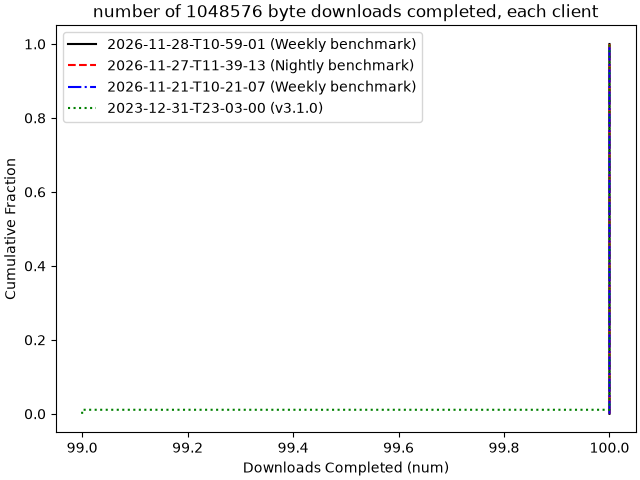 number of 1048576 byte downloads completed, each client
1.0
0.8
0.6
0.4
0.2
0.0
Cumulative Fraction
2026-11-28-T10-59-01 (Weekly benchmark)
2026-11-27-T11-39-13 (Nightly benchmark)
2026-11-21-T10-21-07 (Weekly benchmark)
2023-12-31-T23-03-00 (v3.1.0)
99.0 99.2 99.4 99.6 99.8 100.0
Downloads Completed (num)